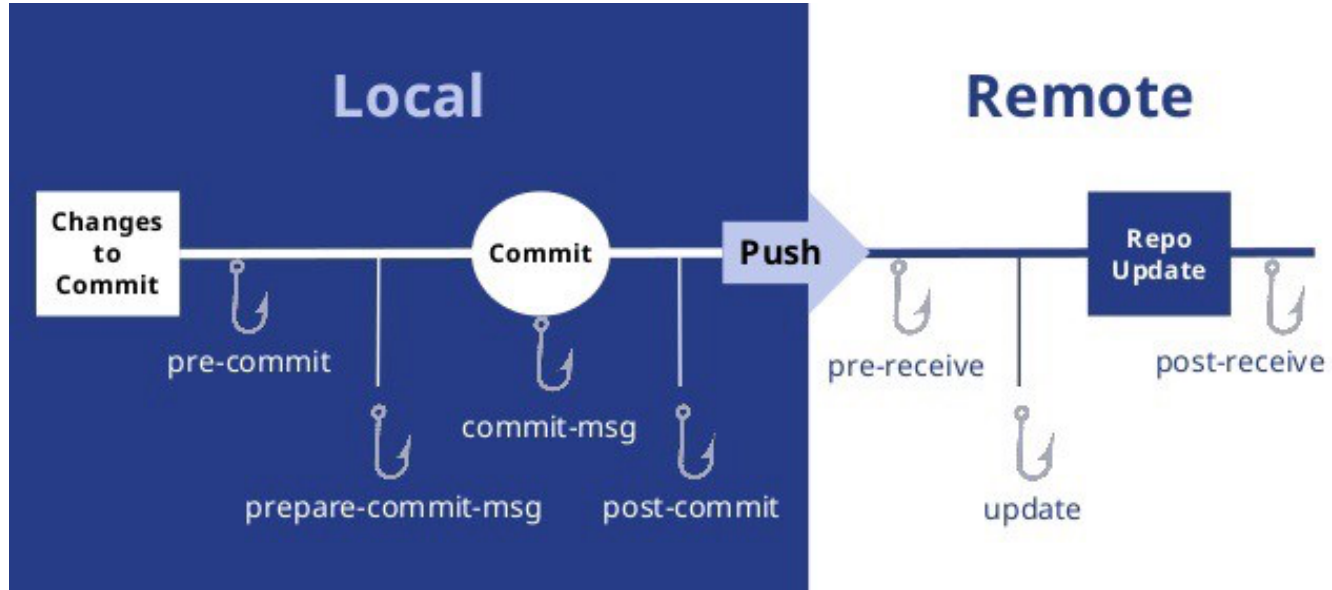 Local
Remote
Changes
to
Commit
Commit
Push
Repo
Update
pre-commit
pre-receive
post-receive
commit-msg
prepare-commit-msg
post-commit
update